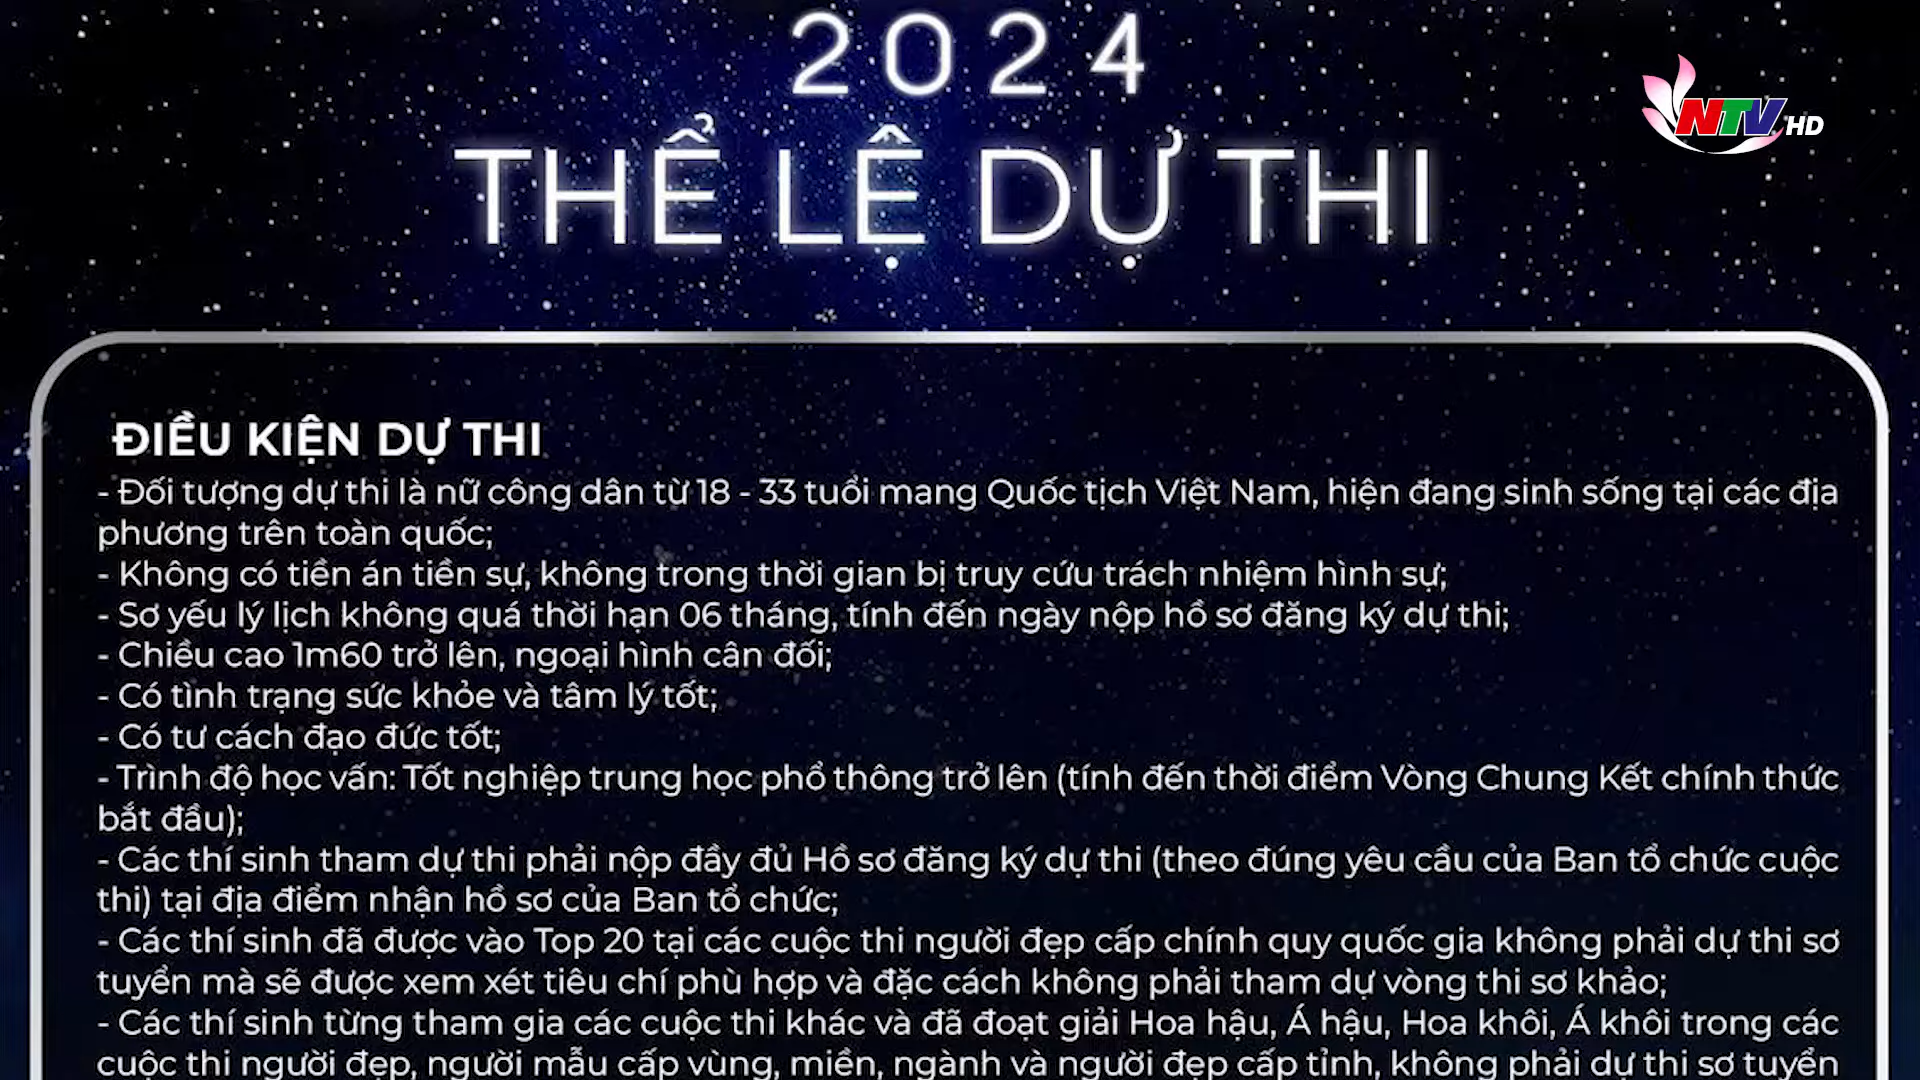 2024
NTV HD
THỂ LỆ DỰ THI
ĐIỀU KIỆN DỰ THI
- Đối tượng dự thi là nữ công dân từ 18 - 33 tuổi mang Quốc tịch Việt Nam, hiện đang sinh sống tại các địa
phương trên toàn quốc;
- Không có tiền án tiền sự, không trong thời gian bị truy cứu trách nhiệm hình sự;
- Sơ yếu lý lịch không quá thời hạn 06 tháng, tính đến ngày nộp hồ sơ đăng ký dự thi;
- Chiều cao 1m60 trở lên, ngoại hình cân đối;
- Có tình trạng sức khỏe và tâm lý tốt;
- Có tư cách đạo đức tốt;
- Trình độ học vấn: Tốt nghiệp trung học phổ thông trở lên (tính đến thời điểm Vòng Chung Kết chính thức
bắt đầu);
- Các thí sinh tham dự thi phải nộp đầy đủ Hồ sơ đăng ký dự thi (theo đúng yêu cầu của Ban tổ chức cuộc
thi) tại địa điểm nhận hồ sơ của Ban tổ chức;
- Các thí sinh đã được vào Top 20 tại các cuộc thi người đẹp cấp chính quy quốc gia không phải dự thi sơ
tuyển mà sẽ được xem xét tiêu chí phù hợp và đặc cách không phải tham dự vòng thi sơ khảo;
- Các thí sinh từng tham gia các cuộc thi khác và đã đoạt giải Hoa hậu, Á hậu, Hoa khôi, Á khôi trong các
cuộc thi người đẹp, người mẫu cấp vùng, miền, ngành và người đẹp cấp tỉnh, không phải dự thi sơ tuyển